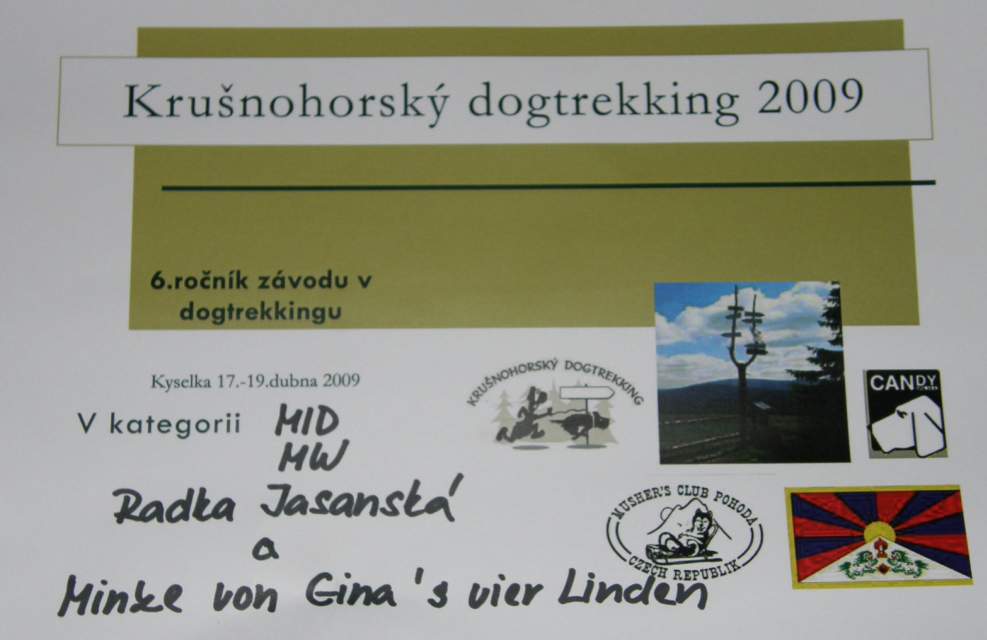 Krušnohorský dogtrekking 2009
6.ročník závodu v
dogtrekkingu
Kyselka 17.-19.dubna 2009
KRUŠNOHORSKÝ DOGTREKKING
CANDY
V kategorii MID
MW
Radka Jasanská
a
Minke von Gina's vier Linden
MUSHER'S CLUB POHODA
CZECH REPUBLIK